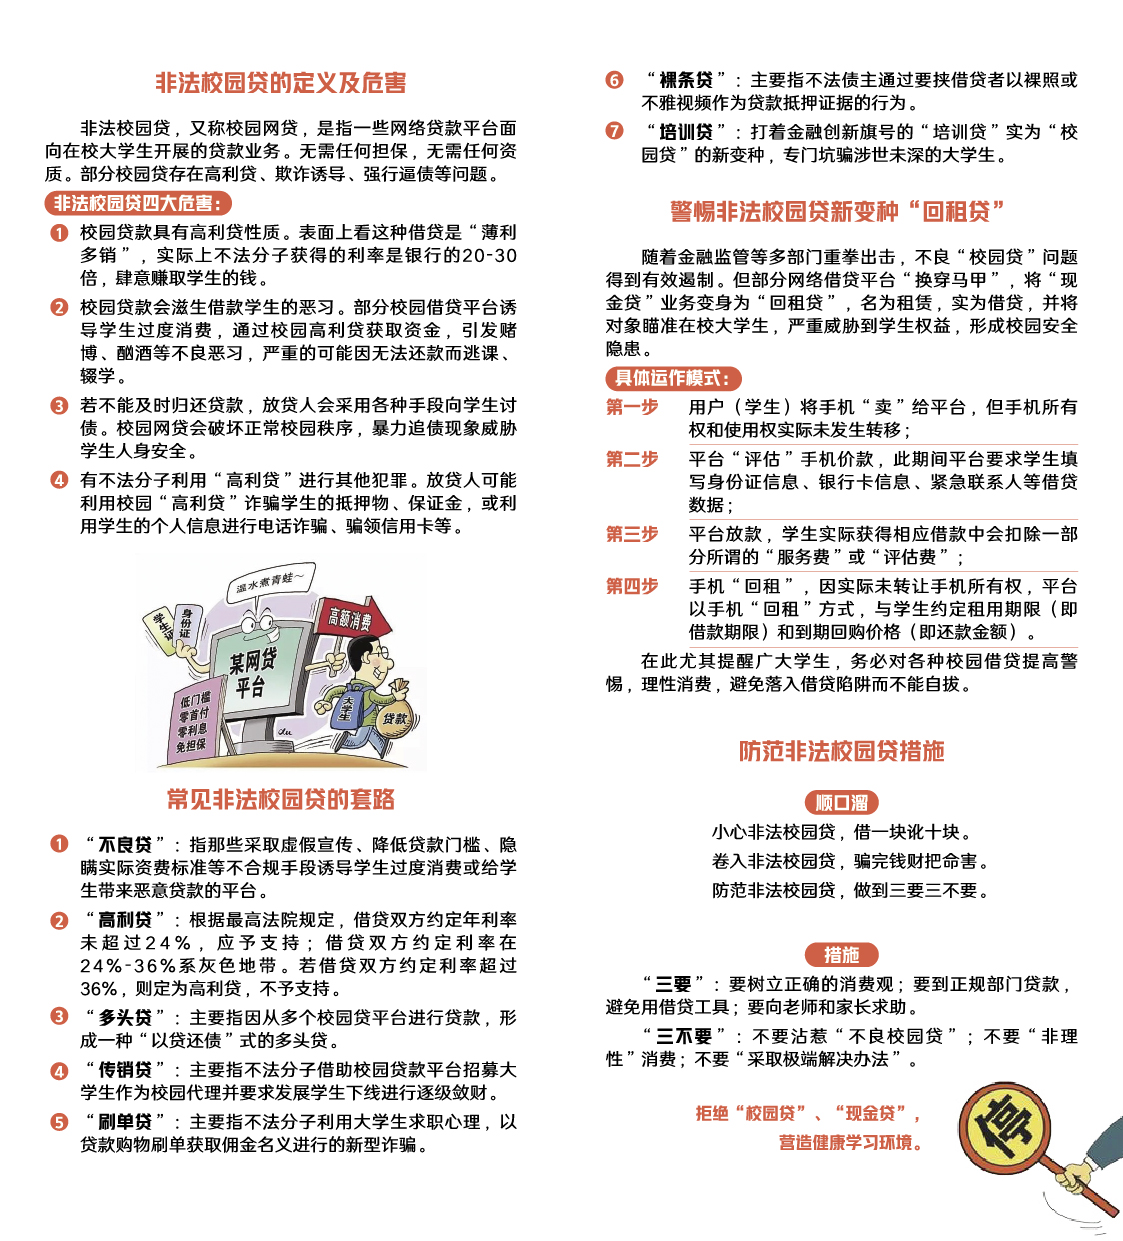 非法校园贷的定义及危害
非法校园贷，又称校园网贷，是指一些网络贷款平台面
向在校大学生开展的贷款业务。无需任何担保，无需任何资
质。部分校园贷存在高利贷、欺诈诱导、强行逼债等问题。
非法校园贷四大危害：
1 校园贷款具有高利贷性质。表面上看这种借贷是“薄利
多销”，实际上不法分子获得的利率是银行的20-30
倍，肆意赚取学生的钱。
2 校园贷款会滋生借款学生的恶习。部分校园借贷平台诱
导学生过度消费，通过校园高利贷获取资金，引发赌
博、酗酒等不良恶习，严重的可能因无法还款而逃课、
辍学。
3 若不能及时归还贷款，放贷人会采用各种手段向学生讨
债。校园网贷会破坏正常校园秩序，暴力追债现象威胁
学生人身安全。
4 有不法分子利用“高利贷”进行其他犯罪。放贷人可能
利用校园“高利贷”诈骗学生的抵押物、保证金，或利
用学生的个人信息进行电话诈骗、骗领信用卡等。
温水煮青蛙～
学生证
身份证
高额消费
某网贷
平台
低门槛
零首付
零利息
免担保
大学生
贷款
常见非法校园贷的套路
1 “不良贷”：指那些采取虚假宣传、降低贷款门槛、隐
瞒实际资费标准等不合规手段诱导学生过度消费或给学
生带来恶意贷款的平台。
2 “高利贷”：根据最高法院规定，借贷双方约定年利率
未超过24%，应予支持；借贷双方约定利率在
24%-36%系灰色地带。若借贷双方约定利率超过
36%，则定为高利贷，不予支持。
3 “多头贷”：主要指因从多个校园贷平台进行贷款，形
成一种“以贷还债”式的多头贷。
4 “传销贷”：主要指不法分子借助校园贷款平台招募大
学生作为校园代理并要求发展学生下线进行逐级敛财。
5 “刷单贷”：主要指不法分子利用大学生求职心理，以
贷款购物刷单获取佣金名义进行的新型诈骗。
6 “裸条贷”：主要指不法债主通过要挟借贷者以裸照或
不雅视频作为贷款抵押证据的行为。
7 “培训贷”：打着金融创新旗号的“培训贷”实为“校
园贷”的新变种，专门坑骗涉世未深的大学生。
警惕非法校园贷新变种“回租贷”
随着金融监管等多部门重拳出击，不良“校园贷”问题
得到有效遏制。但部分网络借贷平台“换穿马甲”，将“现
金贷”业务变身为“回租贷”，名为租赁，实为借贷，并将
对象瞄准在校大学生，严重威胁到学生权益，形成校园安全
隐患。
具体运作模式：
第一步 用户（学生）将手机“卖”给平台，但手机所有
权和使用权实际未发生转移；
第二步 平台“评估”手机价款，此期间平台要求学生填
写身份证信息、银行卡信息、紧急联系人等借贷
数据；
第三步 平台放款，学生实际获得相应借款中会扣除一部
分所谓的“服务费”或“评估费”；
第四步 手机“回租”，因实际未转让手机所有权，平台
以手机“回租”方式，与学生约定租用期限（即
借款期限）和到期回购价格（即还款金额）。
在此尤其提醒广大学生，务必对各种校园借贷提高警
惕，理性消费，避免落入借贷陷阱而不能自拔。
防范非法校园贷措施
顺口溜
小心非法校园贷，借一块讹十块。
卷入非法校园贷，骗完钱财把命害。
防范非法校园贷，做到三要三不要。
措施
“三要”：要树立正确的消费观；要到正规部门贷款，
避免用借贷工具；要向老师和家长求助。
“三不要”：不要沾惹“不良校园贷”；不要“非理
性”消费；不要“采取极端解决办法”。
拒绝“校园贷”、“现金贷”，
营造健康学习环境。
停